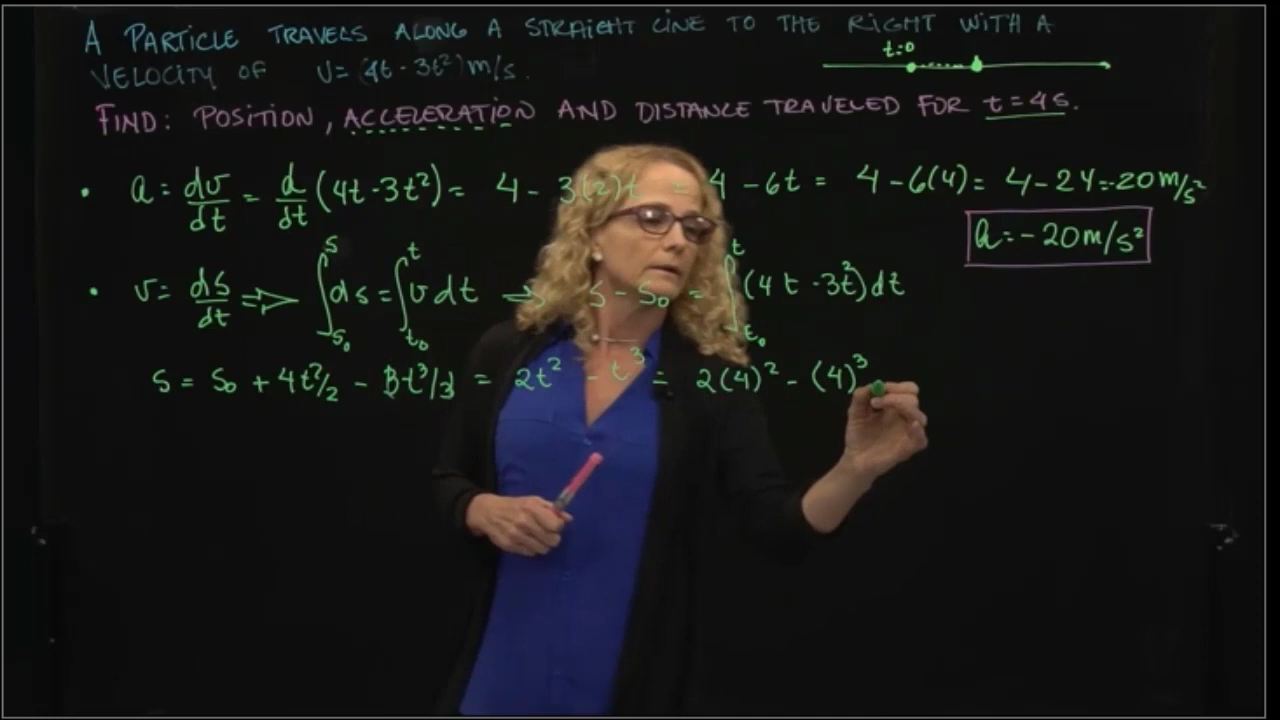 A PARTICLE TRAVELS ALONG A STRAIGHT LINE TO THE RIGHT WITH A
VELOCITY OF V= (4t - 3t²) m/s.
t=0
FIND: POSITION, ACCELERATION AND DISTANCE TRAVELED FOR t = 4s.
• a = dv/dt = d/dt (4t - 3t²) = 4 - 3(2)t = 4 - 6t = 4 - 6(4) = 4 - 24 = -20 m/s²
a = -20 m/s²
• v = ds/dt => ∫_{s₀}^{s} ds = ∫_{t₀}^{t} v dt => s - s₀ = ∫_{t₀}^{t} (4t - 3t²) dt
s = s₀ + 4t²/2 - 3t³/3 = 2t² - t³ = 2(4)² - (4)³